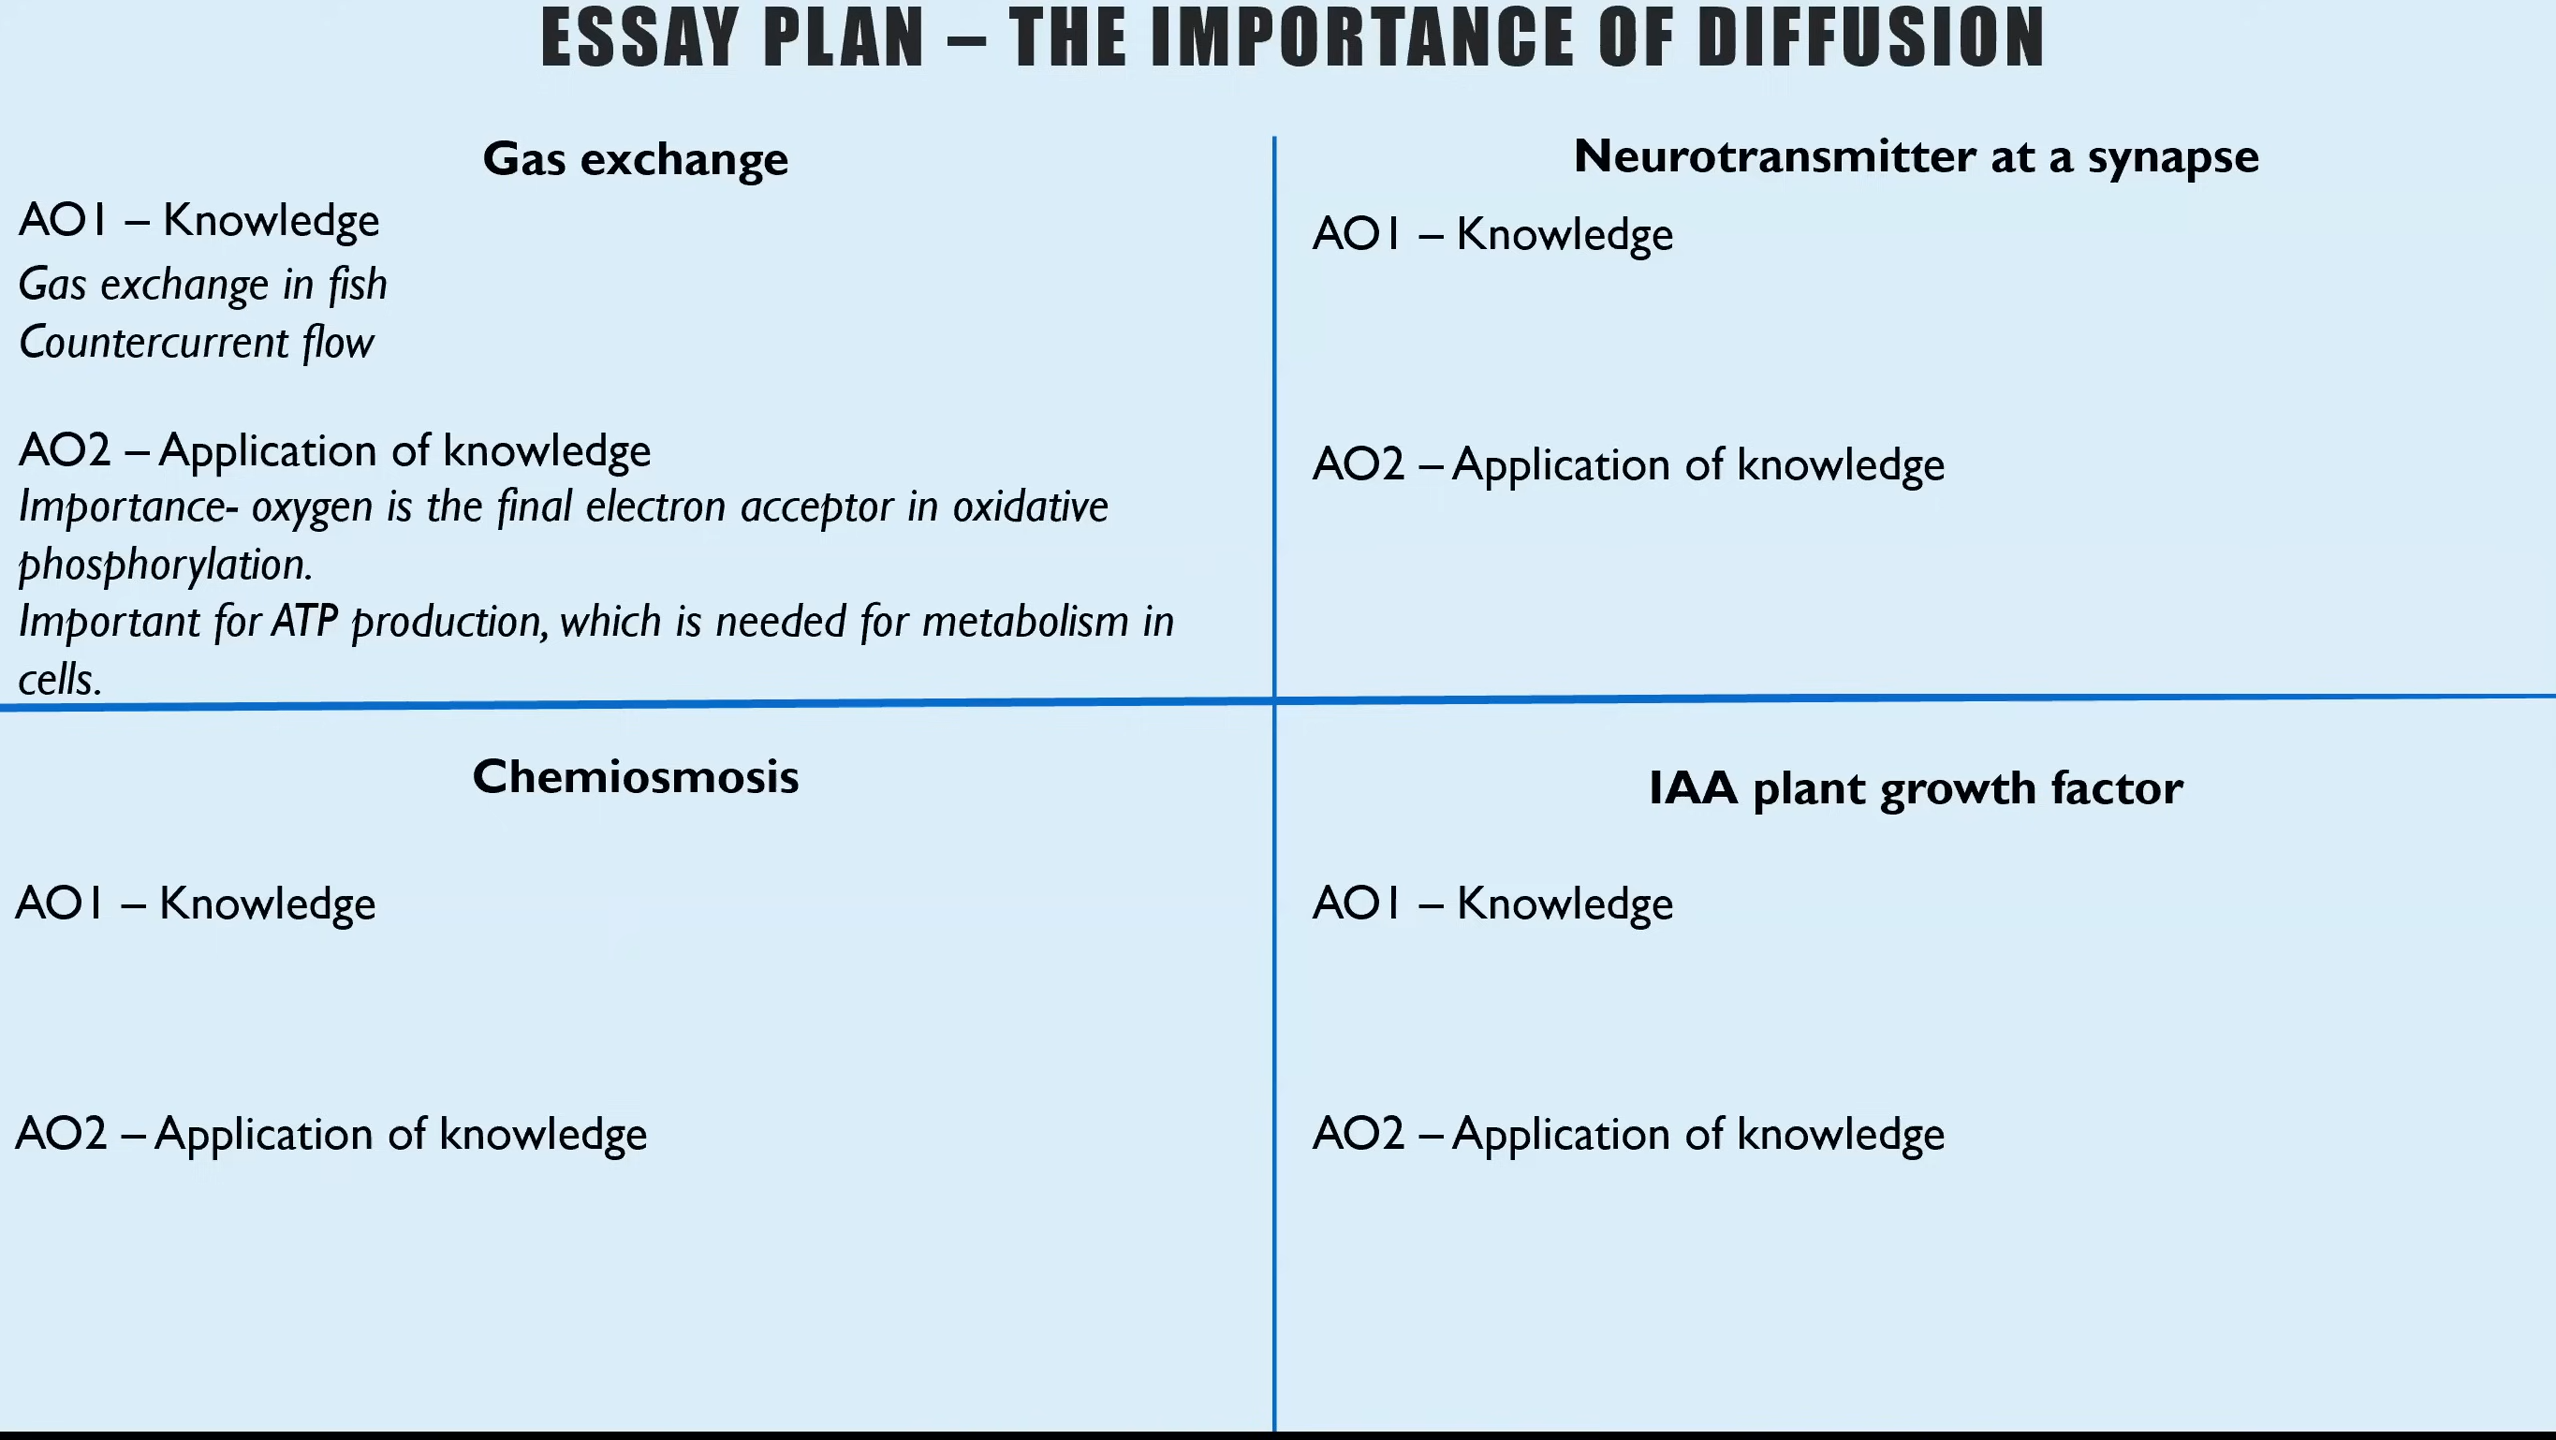 ESSAY PLAN – THE IMPORTANCE OF DIFFUSION
Gas exchange
AO1 – Knowledge
Gas exchange in fish
Countercurrent flow
AO2 – Application of knowledge
Importance- oxygen is the final electron acceptor in oxidative
phosphorylation.
Important for ATP production, which is needed for metabolism in
cells.
Neurotransmitter at a synapse
AO1 – Knowledge
AO2 – Application of knowledge
Chemiosmosis
AO1 – Knowledge
AO2 – Application of knowledge
IAA plant growth factor
AO1 – Knowledge
AO2 – Application of knowledge